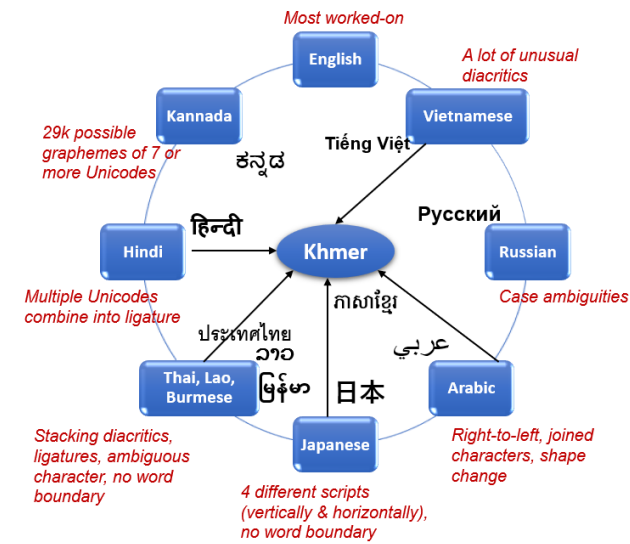 Most worked-on
English
A lot of unusual
diacritics
Vietnamese
Tiếng Việt
Kannada
29k possible
graphemes of 7 or
more Unicodes
ಕನ್ನಡ
Русский
Russian
Case ambiguities
Hindi
हिन्दी
Multiple Unicodes
combine into ligature
Khmer
ភាសាខ្មែរ
عربي
Arabic
Right-to-left, joined
characters, shape
change
日本
Japanese
4 different scripts
(vertically & horizontally),
no word boundary
ประเทศไทย
ລາວ
မြန်မာ
Thai, Lao,
Burmese
Stacking diacritics,
ligatures, ambiguous
character, no word
boundary